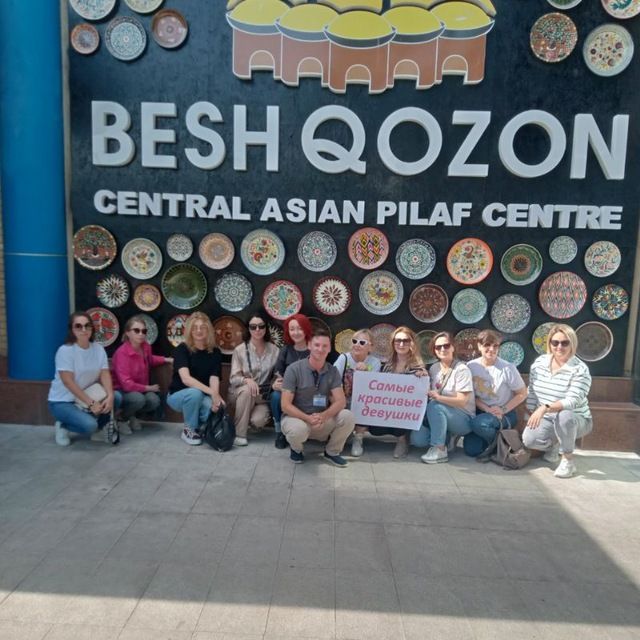 BESH QOZON
CENTRAL ASIAN PILAF CENTRE
Самые
красивые
девушки